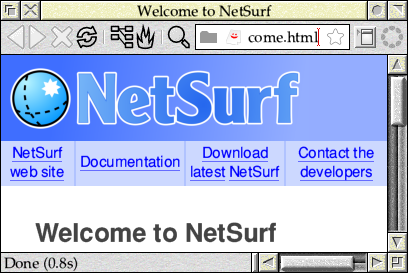 Welcome to NetSurf
come.html
NetSurf
NetSurf
web site
Documentation
Download
latest NetSurf
Contact the
developers
Welcome to NetSurf
Done (0.8s)